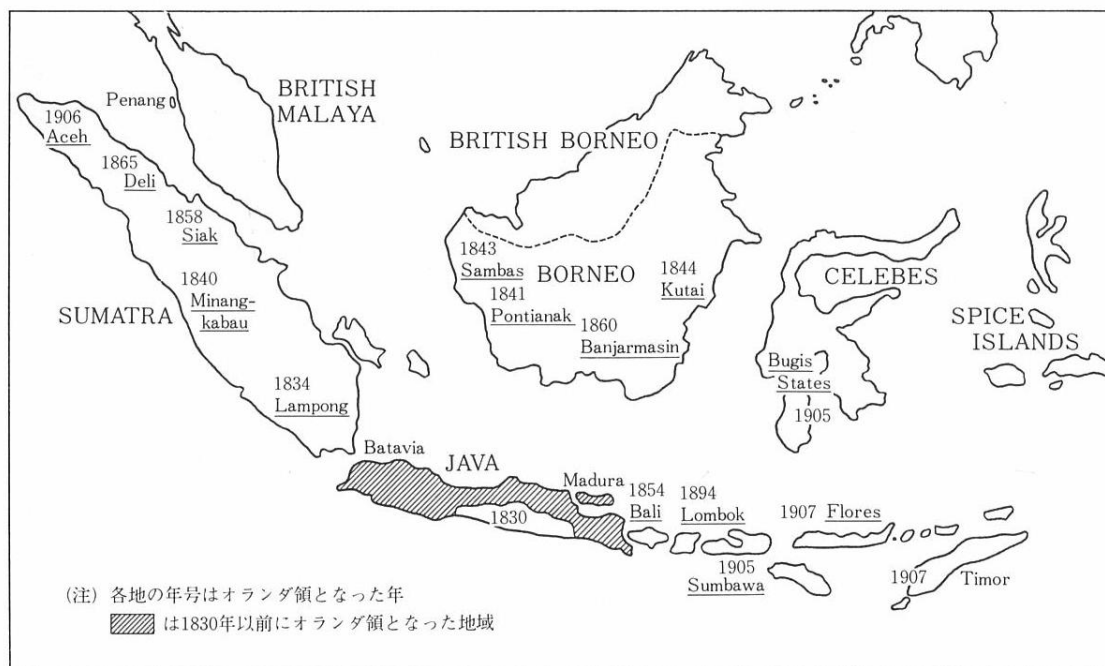 BRITISH
MALAYA
Penang
1906
Aceh
1865
Deli
1858
Siak
1840
Minang-
kabau
SUMATRA
1834
Lampong
BRITISH BORNEO
1843
Sambas
BORNEO
1841
Pontianak
1844
Kutai
1860
Banjarmasin
CELEBES
SPICE
ISLANDS
Bugis
States
1905
Batavia
JAVA
Madura
1830
1854
Bali
1894
Lombok
1907 Flores
1905
Sumbawa
1907
Timor
(注) 各地の年号はオランダ領となった年
は1830年以前にオランダ領となった地域